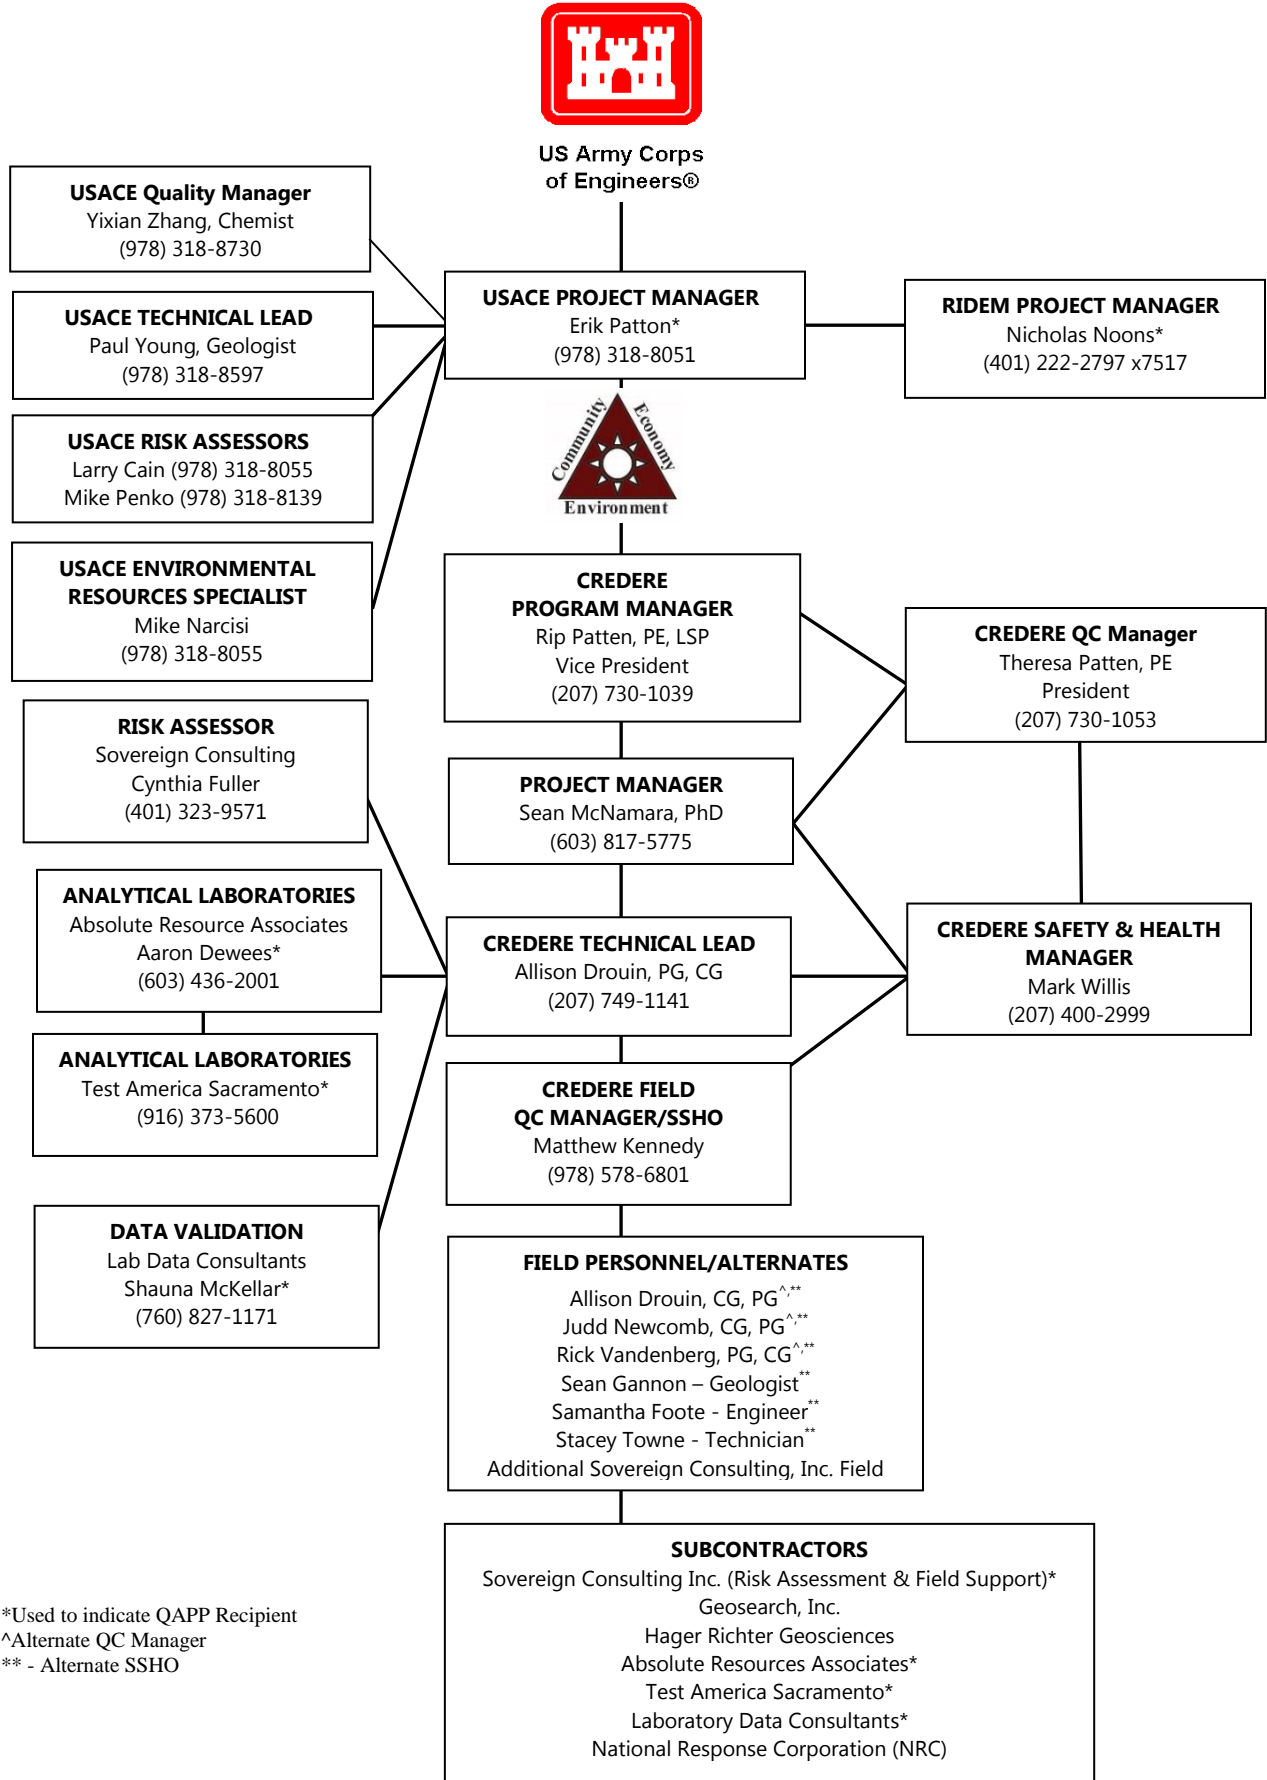 US Army Corps
of Engineers®
USACE Quality Manager
Yixian Zhang, Chemist
(978) 318-8730
USACE TECHNICAL LEAD
Paul Young, Geologist
(978) 318-8597
USACE RISK ASSESSORS
Larry Cain (978) 318-8055
Mike Penko (978) 318-8139
USACE ENVIRONMENTAL
RESOURCES SPECIALIST
Mike Narcisi
(978) 318-8055
USACE PROJECT MANAGER
Erik Patton*
(978) 318-8051
RIDEM PROJECT MANAGER
Nicholas Noons*
(401) 222-2797 x7517
Community
Economy
Environment
CREDERE
PROGRAM MANAGER
Rip Patten, PE, LSP
Vice President
(207) 730-1039
CREDERE QC Manager
Theresa Patten, PE
President
(207) 730-1053
PROJECT MANAGER
Sean McNamara, PhD
(603) 817-5775
RISK ASSESSOR
Sovereign Consulting
Cynthia Fuller
(401) 323-9571
ANALYTICAL LABORATORIES
Absolute Resource Associates
Aaron Dewees*
(603) 436-2001
ANALYTICAL LABORATORIES
Test America Sacramento*
(916) 373-5600
DATA VALIDATION
Lab Data Consultants
Shauna McKellar*
(760) 827-1171
CREDERE TECHNICAL LEAD
Allison Drouin, PG, CG
(207) 749-1141
CREDERE SAFETY & HEALTH
MANAGER
Mark Willis
(207) 400-2999
CREDERE FIELD
QC MANAGER/SSHO
Matthew Kennedy
(978) 578-6801
FIELD PERSONNEL/ALTERNATES
Allison Drouin, CG, PG^,**
Judd Newcomb, CG, PG^,**
Rick Vandenberg, PG, CG^,**
Sean Gannon – Geologist**
Samantha Foote - Engineer**
Stacey Towne - Technician**
Additional Sovereign Consulting, Inc. Field
SUBCONTRACTORS
Sovereign Consulting Inc. (Risk Assessment & Field Support)*
Geosearch, Inc.
Hager Richter Geosciences
Absolute Resources Associates*
Test America Sacramento*
Laboratory Data Consultants*
National Response Corporation (NRC)
*Used to indicate QAPP Recipient
^Alternate QC Manager
** - Alternate SSHO